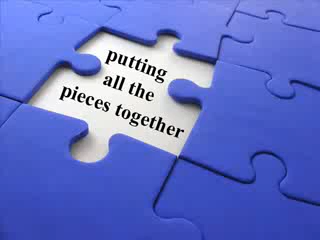 putting
all the
pieces together